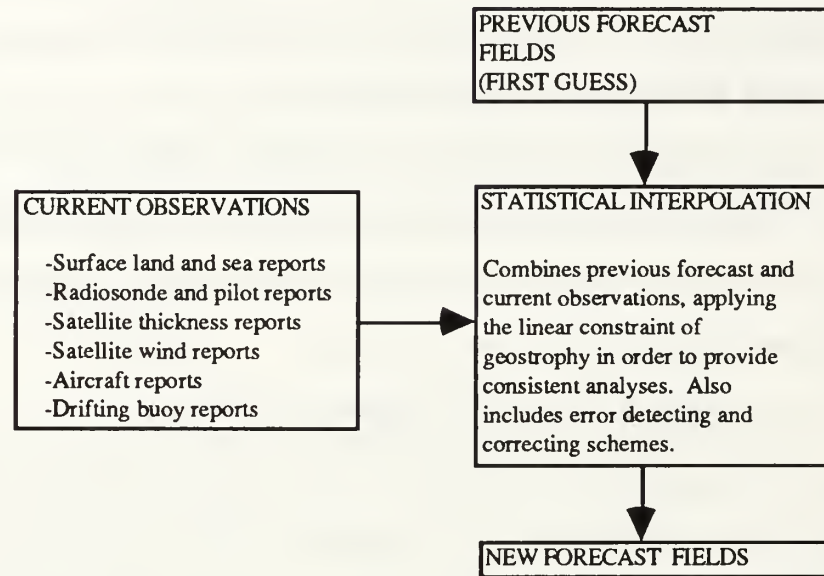 PREVIOUS FORECAST
FIELDS
(FIRST GUESS)
CURRENT OBSERVATIONS
-Surface land and sea reports
-Radiosonde and pilot reports
-Satellite thickness reports
-Satellite wind reports
-Aircraft reports
-Drifting buoy reports
STATISTICAL INTERPOLATION
Combines previous forecast and
current observations, applying
the linear constraint of
geostrophy in order to provide
consistent analyses. Also
includes error detecting and
correcting schemes.
NEW FORECAST FIELDS